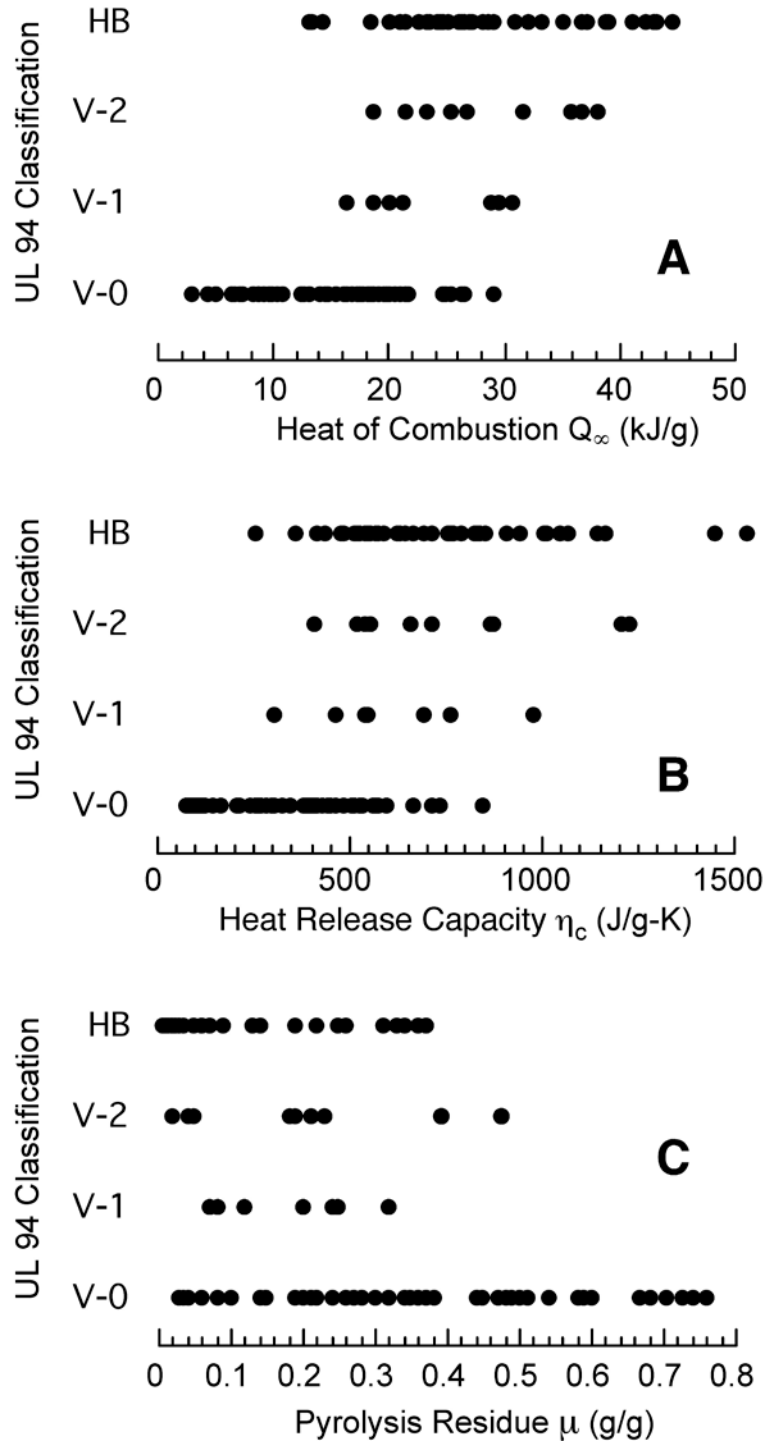 UL 94 Classification
HB
V-2
V-1
V-0
A
0 10 20 30 40 50
Heat of Combustion Q∞ (kJ/g)
UL 94 Classification
HB
V-2
V-1
V-0
B
0 500 1000 1500
Heat Release Capacity ηc (J/g-K)
UL 94 Classification
HB
V-2
V-1
V-0
C
0 0.1 0.2 0.3 0.4 0.5 0.6 0.7 0.8
Pyrolysis Residue μ (g/g)